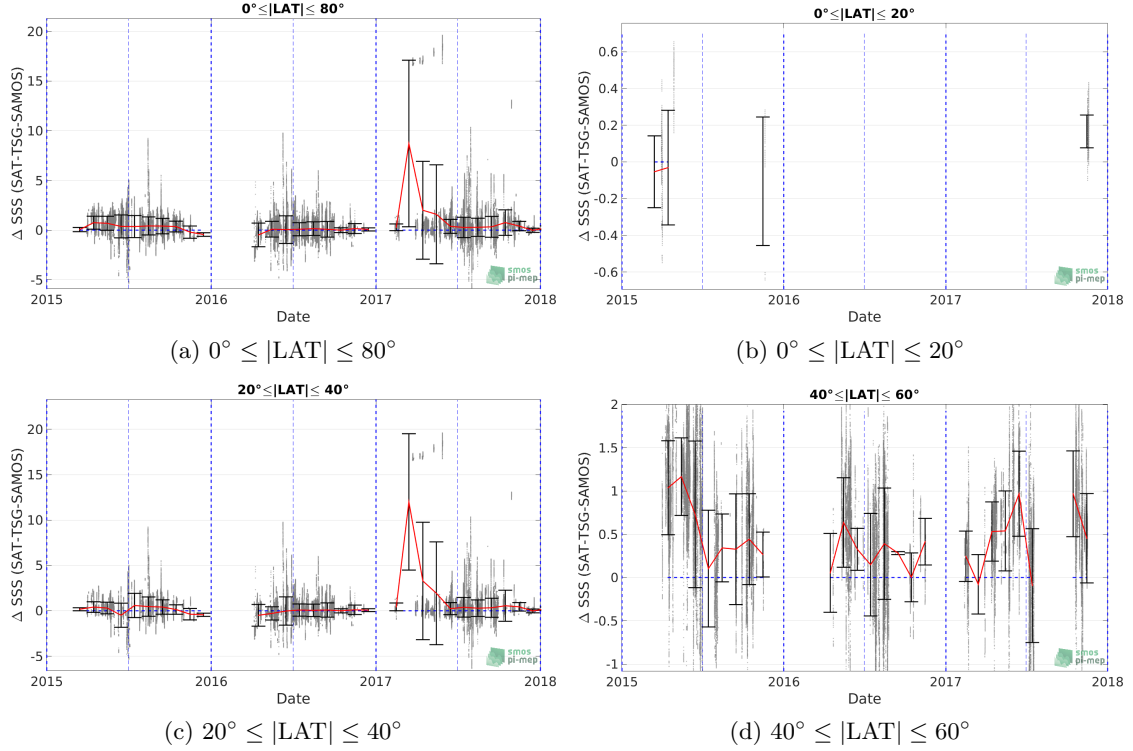 0°≤|LAT|≤ 80°
Δ SSS (SAT-TSG-SAMOS)
20
15
10
5
0
-5
2015
2016
2017
2018
Date
smos
pi-mep
(a) 0° ≤ |LAT| ≤ 80°
0°≤|LAT|≤ 20°
Δ SSS (SAT-TSG-SAMOS)
0.6
0.4
0.2
0
-0.2
-0.4
-0.6
2015
2016
2017
2018
Date
smos
pi-mep
(b) 0° ≤ |LAT| ≤ 20°
20°≤|LAT|≤ 40°
Δ SSS (SAT-TSG-SAMOS)
20
15
10
5
0
-5
2015
2016
2017
2018
Date
smos
pi-mep
(c) 20° ≤ |LAT| ≤ 40°
40°≤|LAT|≤ 60°
Δ SSS (SAT-TSG-SAMOS)
2
1.5
1
0.5
0
-0.5
-1
2015
2016
2017
2018
Date
smos
pi-mep
(d) 40° ≤ |LAT| ≤ 60°